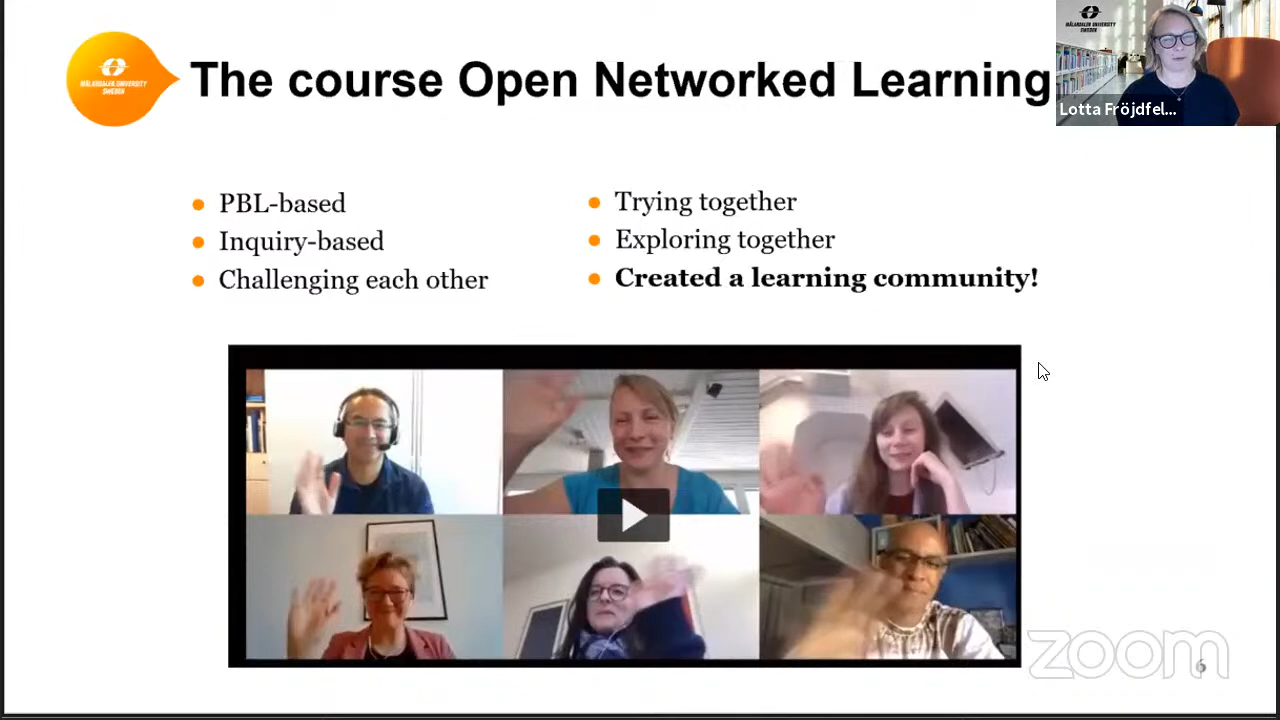 MÄLARDALEN UNIVERSITY
SWEDEN
The course Open Networked Learning
MÄLARDALEN UNIVERSITY
SWEDEN
Lotta Fröjdfel...
PBL-based
Inquiry-based
Challenging each other
Trying together
Exploring together
Created a learning community!
zoom
6